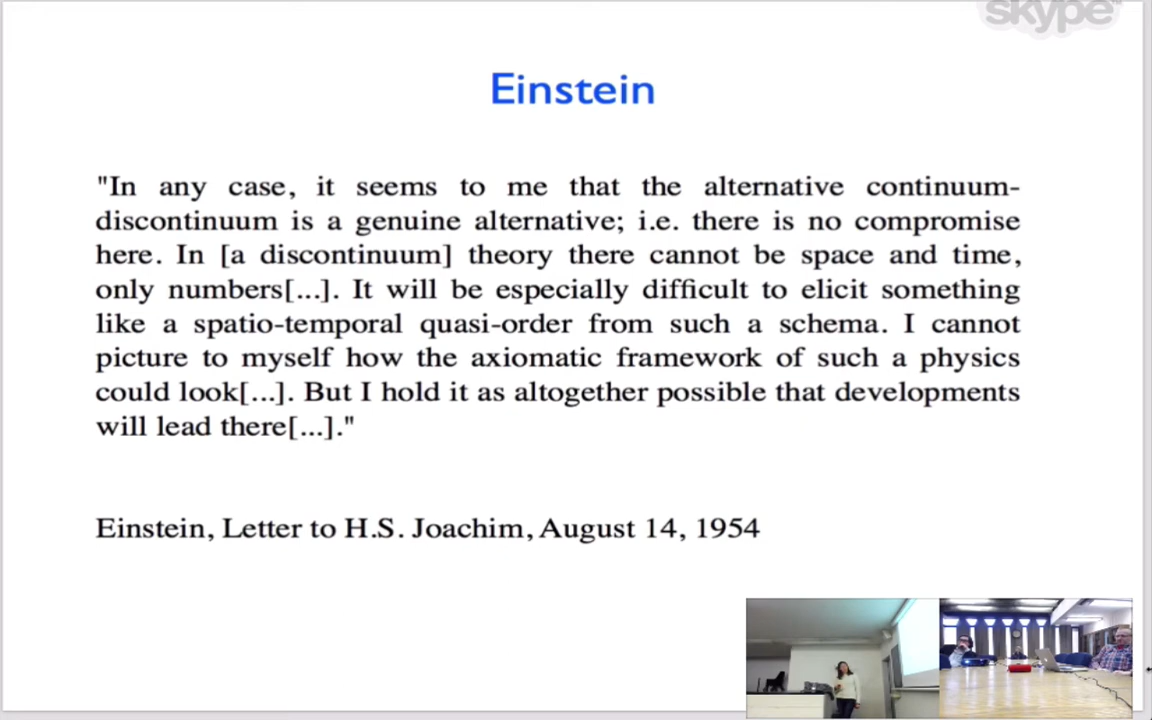 skype
Einstein
"In any case, it seems to me that the alternative continuum-
discontinuum is a genuine alternative; i.e. there is no compromise
here. In [a discontinuum] theory there cannot be space and time,
only numbers[...]. It will be especially difficult to elicit something
like a spatio-temporal quasi-order from such a schema. I cannot
picture to myself how the axiomatic framework of such a physics
could look[...]. But I hold it as altogether possible that developments
will lead there[...]."
Einstein, Letter to H.S. Joachim, August 14, 1954